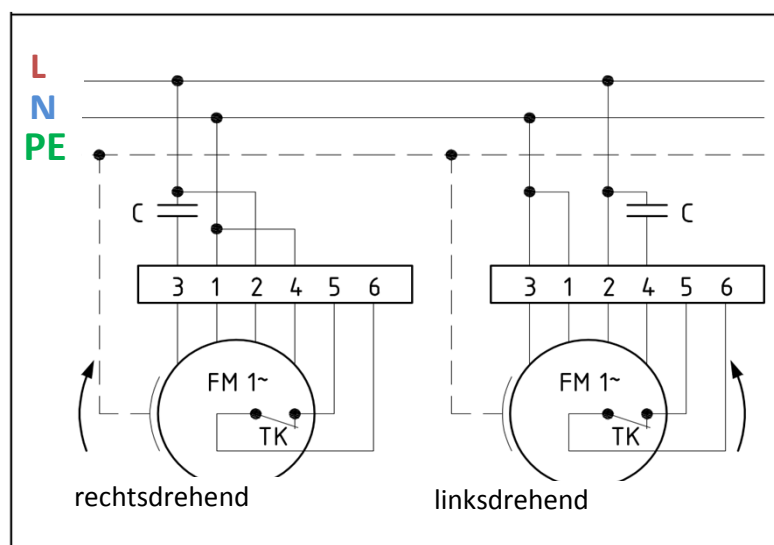 L
N
PE
C
C
3 1 2 4 5 6
3 1 2 4 5 6
FM 1~
FM 1~
TK
TK
rechtsdrehend
linksdrehend